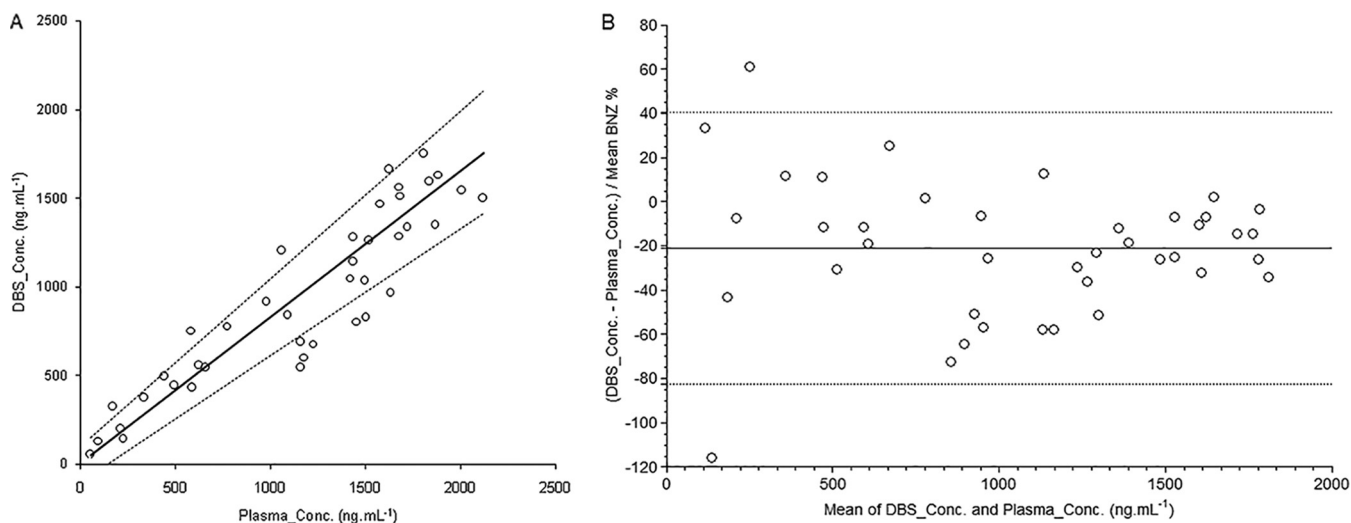 A
2500
2000
1500
1000
500
0
DBS_Conc. (ng.mL-1)
0 500 1000 1500 2000 2500
Plasma_Conc. (ng.mL-1)
B
80
60
40
20
0
-20
-40
-60
-80
-100
-120
(DBS_Conc. - Plasma_Conc.) / Mean BNZ %
0 500 1000 1500 2000
Mean of DBS_Conc. and Plasma_Conc. (ng.mL-1)